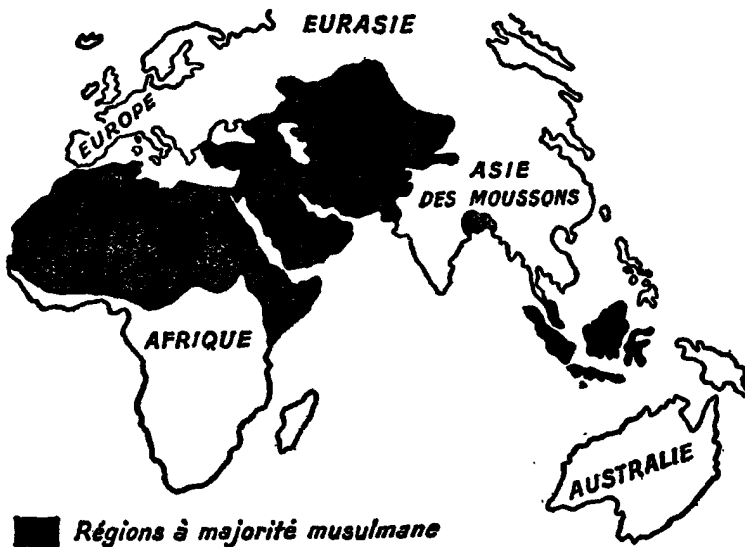 EURASIE
EUROPE
ASIE
DES MOUSSONS
AFRIQUE
AUSTRALIE
Régions à majorité musulmane